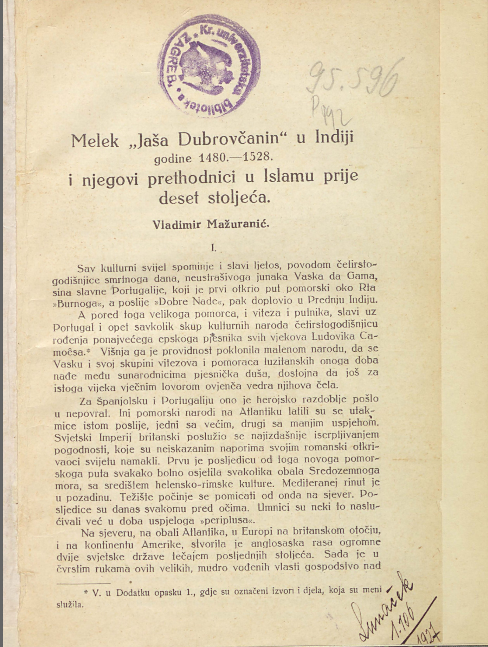 Kr. univerzitetska biblioteka • ZAGREB •
95.596
Melek „Jaša Dubrovčanin“ u Indiji
godine 1480.—1528.
i njegovi prethodnici u Islamu prije
deset stoljeća.
Vladimir Mažuranić.
I.
Sav kulturni svijet spominje i slavi ljetos, povodom četiristo-
godišnjice smrtnoga dana, neustrašivoga junaka Vaska da Gama,
sina slavne Portugalije, koji je prvi otkrio put pomorski oko Rta
»Burnoga«, a poslije »Dobre Nade«, pak doplovio u Prednju Indiju.
A pored toga velikoga pomorca, i viteza i putnika, slavi uz
Portugal i opet savkolik skup kulturnih naroda četiristogodišnjicu
rođenja ponajvećega epskoga pjesnika svih vjekova Ludovika Ca-
moësa.* Višnja ga je providnost poklonila malenom narodu, da se
Vasku i svoj skupini vitezova i pomoraca luzitanskih onoga doba
nađe među sunarodnicima pjesnička duša, dostojna da još za
istoga vijeka vječnim lovorom ovjenča vedra njihova čela.
Za Španjolsku i Portugaliju ono je herojsko razdoblje pošlo
u nepovrat. Ini pomorski narodi na Atlantiku latili su se utak-
mice istom poslije, jedni sa većim, drugi sa manjim uspjehom.
Svjetski Imperij britanski poslužio se najizdašnije iscrpljivanjem
pogodnosti, koje su neiskazanim naporima svojim romanski otkri-
vaoci svijetu namakli. Prvu je posljedicu od toga novoga pomor-
skoga puta svakako bolno osjetila svakolika obala Sredozemnoga
mora, sa središtem helensko-rimske kulture. Mediteranej rinut je
u pozadinu. Težište počinje se pomicati od onda na sjever. Po-
sljedice su danas svakomu pred očima. Umnici su neki to naslu-
ćivali već u doba uspjeloga »periplusa«.
Na sjeveru, na obali Atlantika, u Europi na britanskom otočju,
i na kontinentu Amerike, stvorila je anglosaska rasa ogromne
dvije svjetske države tečajem posljednjih stoljeća. Sada je u
čvrstim rukama ovih velikih, mudro vođenih vlasti gospodstvo nad
* V. u Dodatku opasku 1., gdje su označeni izvori i djela, koja su meni
služila.